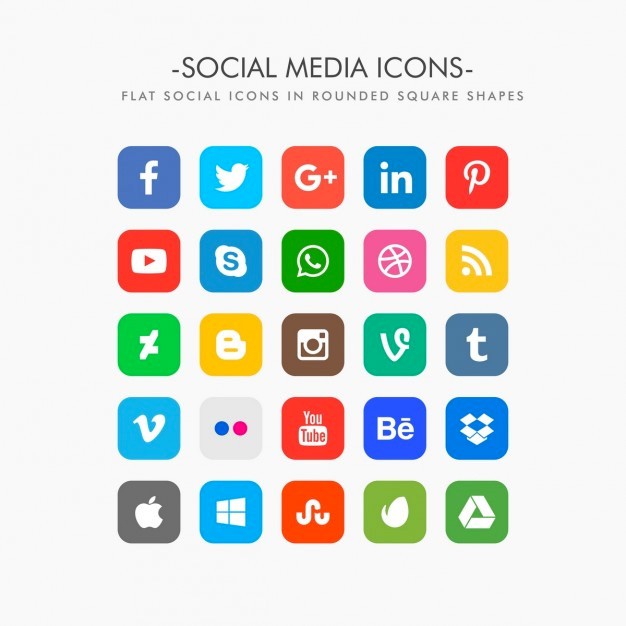 -SOCIAL MEDIA ICONS-
FLAT SOCIAL ICONS IN ROUNDED SQUARE SHAPES
f G+ in
S
B t
You
Tube Bē